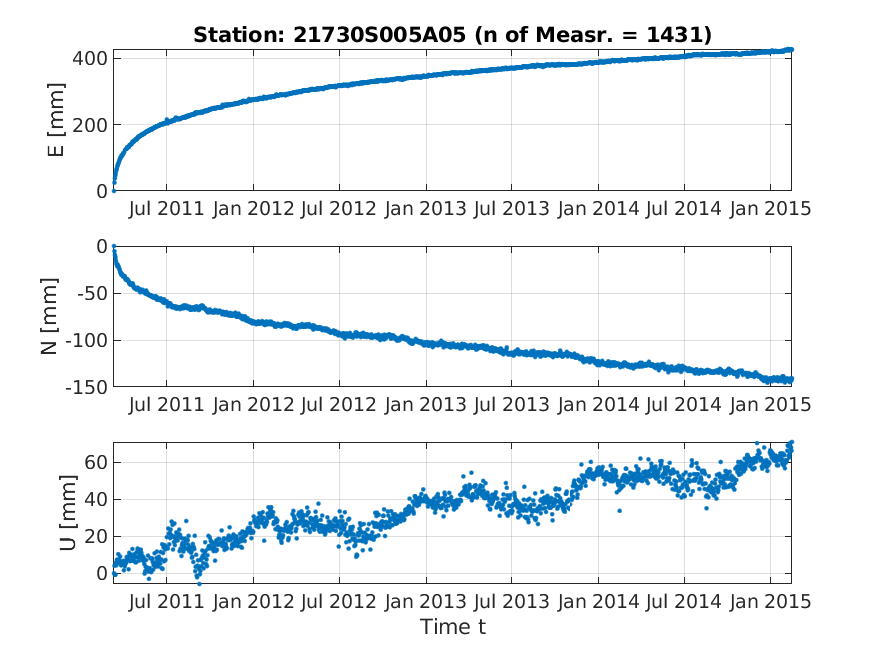 Station: 21730S005A05 (n of Measr. = 1431)
400
200
0
E [mm]
Jul 2011 Jan 2012 Jul 2012 Jan 2013 Jul 2013 Jan 2014 Jul 2014 Jan 2015
0
-50
-100
-150
N [mm]
Jul 2011 Jan 2012 Jul 2012 Jan 2013 Jul 2013 Jan 2014 Jul 2014 Jan 2015
60
40
20
0
U [mm]
Jul 2011 Jan 2012 Jul 2012 Jan 2013 Jul 2013 Jan 2014 Jul 2014 Jan 2015
Time t